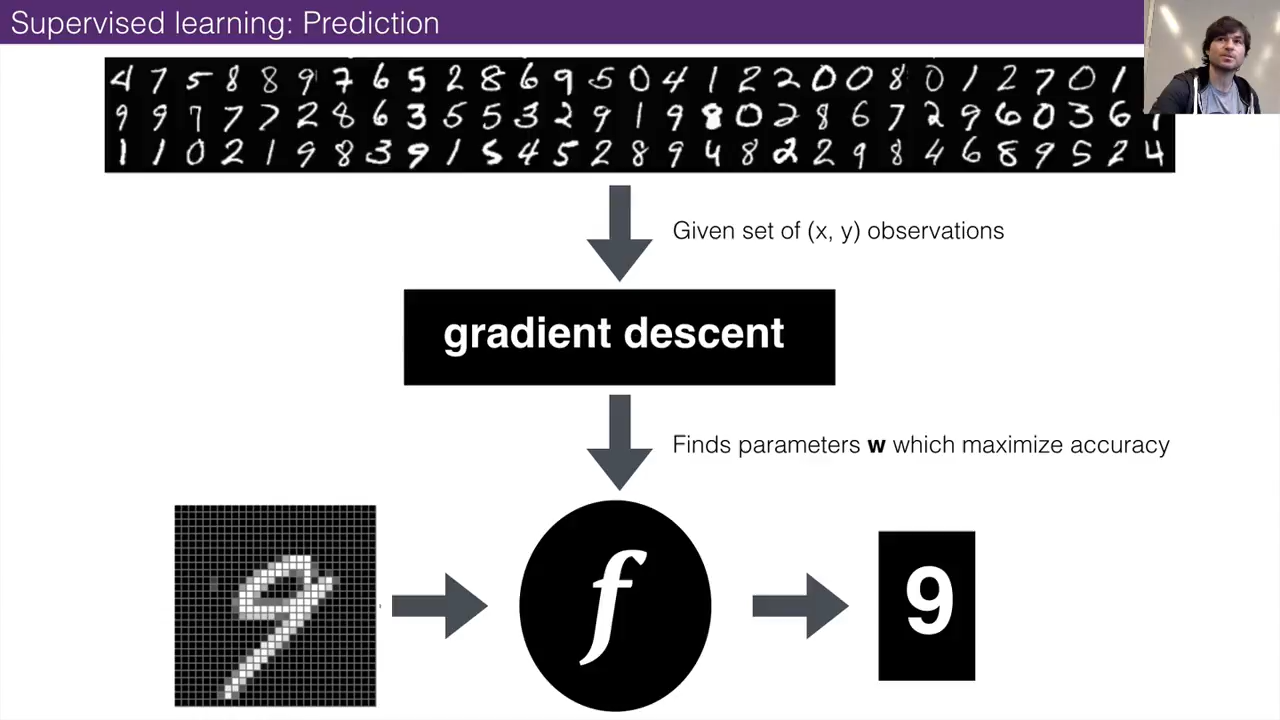 Supervised learning: Prediction
4 7 5 8 8 9 7 6 5 2 8 6 9 5 0 4 1 2 2 0 0 8 0 1 2 7 0 1
9 9 7 7 7 2 8 6 3 5 5 3 2 9 1 9 8 0 2 8 6 7 2 9 6 0 3 6
1 1 0 2 1 9 8 3 9 1 5 4 5 2 8 9 4 8 2 2 9 8 4 6 8 9 5 2 4
Given set of (x, y) observations
gradient descent
Finds parameters w which maximize accuracy
9
f
9